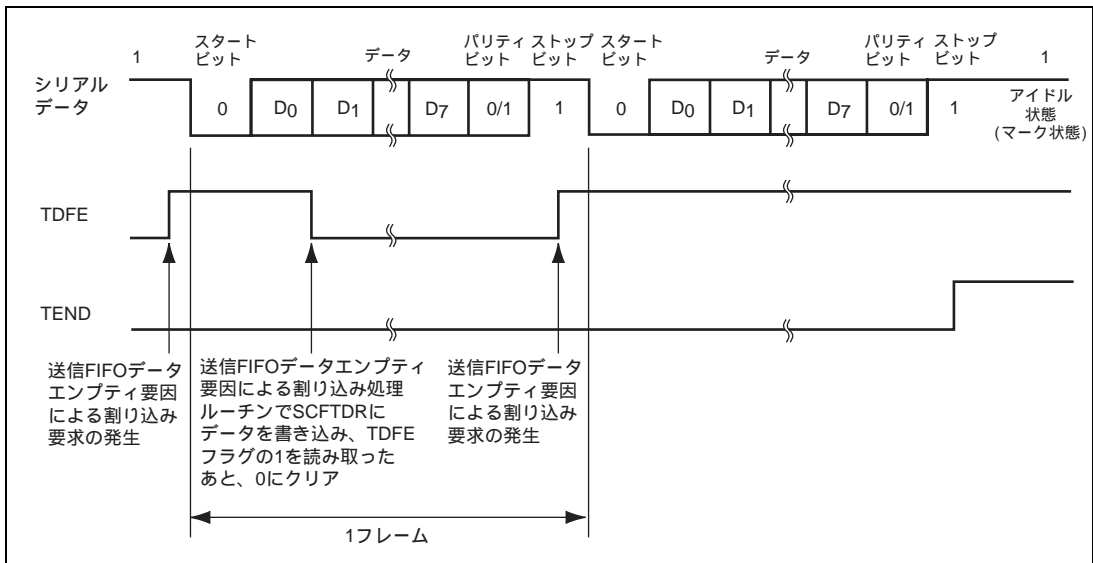 1 スタート ビット データ パリティ ビット ストップ ビット スタート ビット データ パリティ ビット ストップ ビット 1
シリアル
データ
0 D0 D1 D7 0/1 1 0 D0 D1 D7 0/1 1
アイドル
状態
(マーク状態)
TDFE
TEND
送信FIFOデータ
エンプティ要因
による割り込み
要求の発生
送信FIFOデータエンプティ
要因による割り込み処理
ルーチンでSCFTDRに
データを書き込み、TDFE
フラグの1を読み取った
あと、0にクリア
送信FIFOデータ
エンプティ要因
による割り込み
要求の発生
1フレーム